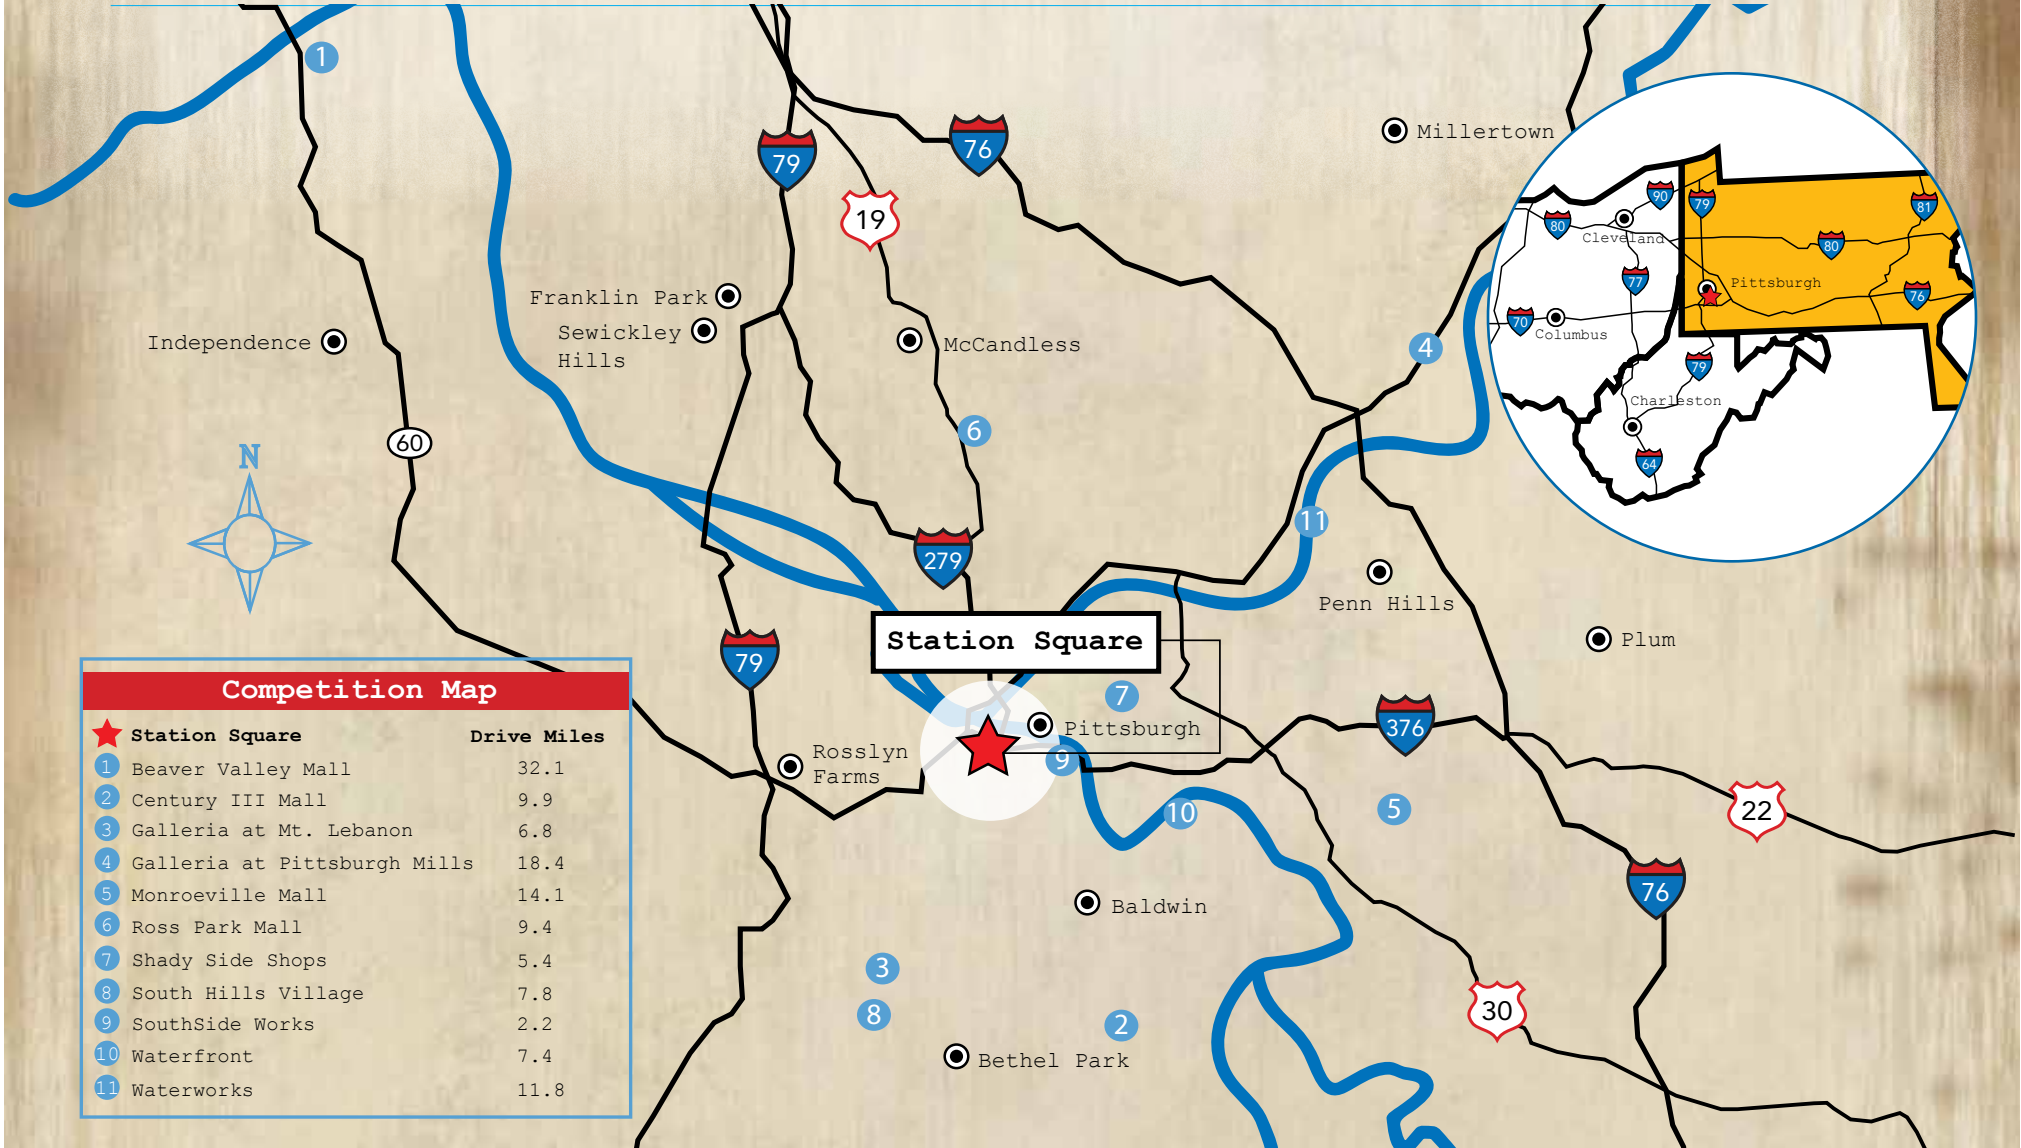 1
Millertown
79
76
19
90
79
81
80
Cleveland
80
77
Pittsburgh
76
70
Columbus
79
Charleston
64
Franklin Park
Sewickley
Hills
Independence
McCandless
4
6
60
N
11
279
Penn Hills
Station Square
Plum
79
7
Pittsburgh
376
Rosslyn
Farms
9
5
10
22
76
Baldwin
3
8
2
30
Bethel Park
Competition Map
Station Square Drive Miles
1 Beaver Valley Mall 32.1
2 Century III Mall 9.9
3 Galleria at Mt. Lebanon 6.8
4 Galleria at Pittsburgh Mills 18.4
5 Monroeville Mall 14.1
6 Ross Park Mall 9.4
7 Shady Side Shops 5.4
8 South Hills Village 7.8
9 SouthSide Works 2.2
10 Waterfront 7.4
11 Waterworks 11.8